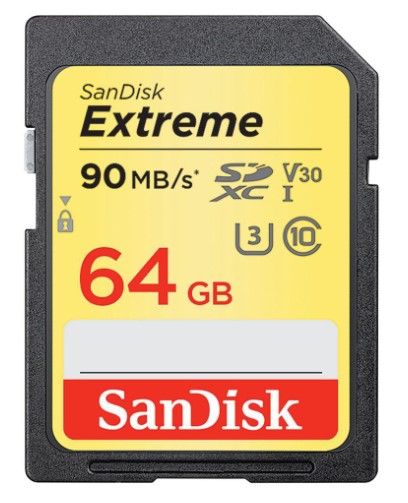 SanDisk
Extreme
90 MB/s*
SD XC V30 I
3 10
64 GB
SanDisk